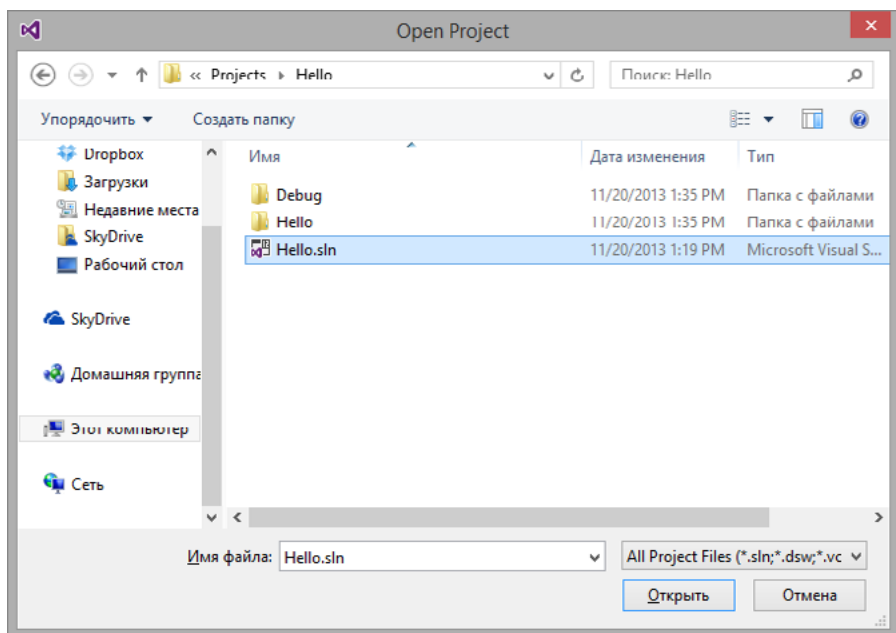 Open Project
« Projects Hello
Поиск: Hello
Упорядочить Создать папку
Имя Дата изменения Тип
Dropbox
Загрузки
Недавние места
SkyDrive
Рабочий стол
SkyDrive
Домашняя группа
Этот компьютер
Сеть
Debug 11/20/2013 1:35 PM Папка с файлами
Hello 11/20/2013 1:35 PM Папка с файлами
Hello.sln 11/20/2013 1:19 PM Microsoft Visual S...
Имя файла: Hello.sln All Project Files (*.sln;*.dsw;*.vc
Открыть Отмена